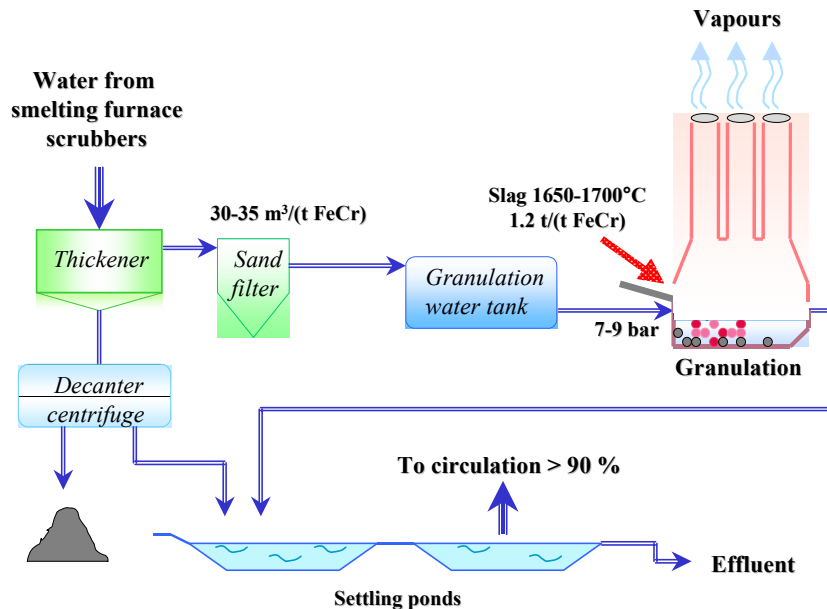 Vapours
Water from
smelting furnace
scrubbers
Slag 1650-1700°C
1.2 t/(t FeCr)
30-35 m³/(t FeCr)
Thickener
Sand
filter
Granulation
water tank
7-9 bar
Granulation
Decanter
centrifuge
To circulation > 90 %
Effluent
Settling ponds